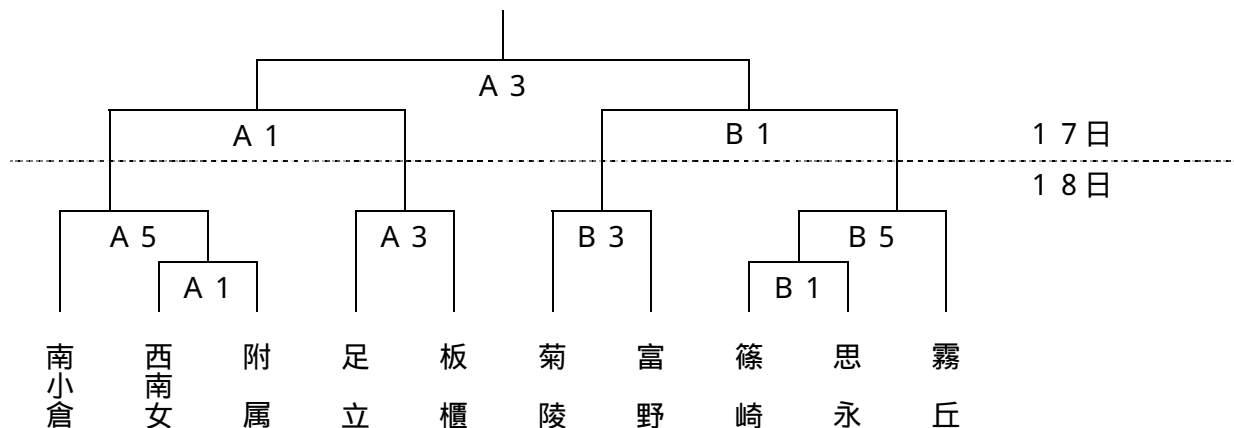 Ａ３
Ａ１
Ｂ１
１７日
１８日
Ａ５
Ａ３
Ｂ３
Ｂ５
Ａ１
Ｂ１
南小倉
西南女
附属
足立
板櫃
菊陵
富野
篠崎
思永
霧丘